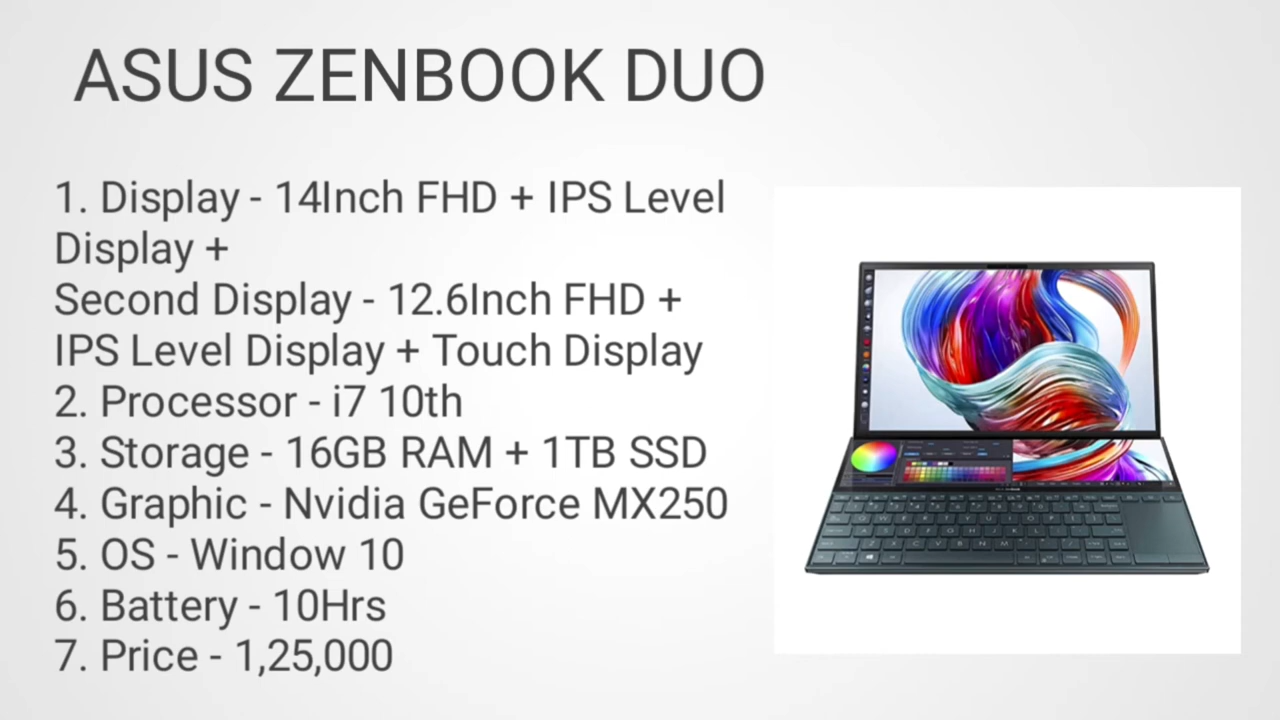 ASUS ZENBOOK DUO
1. Display - 14Inch FHD + IPS Level
Display +
Second Display - 12.6Inch FHD +
IPS Level Display + Touch Display
2. Processor - i7 10th
3. Storage - 16GB RAM + 1TB SSD
4. Graphic - Nvidia GeForce MX250
5. OS - Window 10
6. Battery - 10Hrs
7. Price - 1,25,000